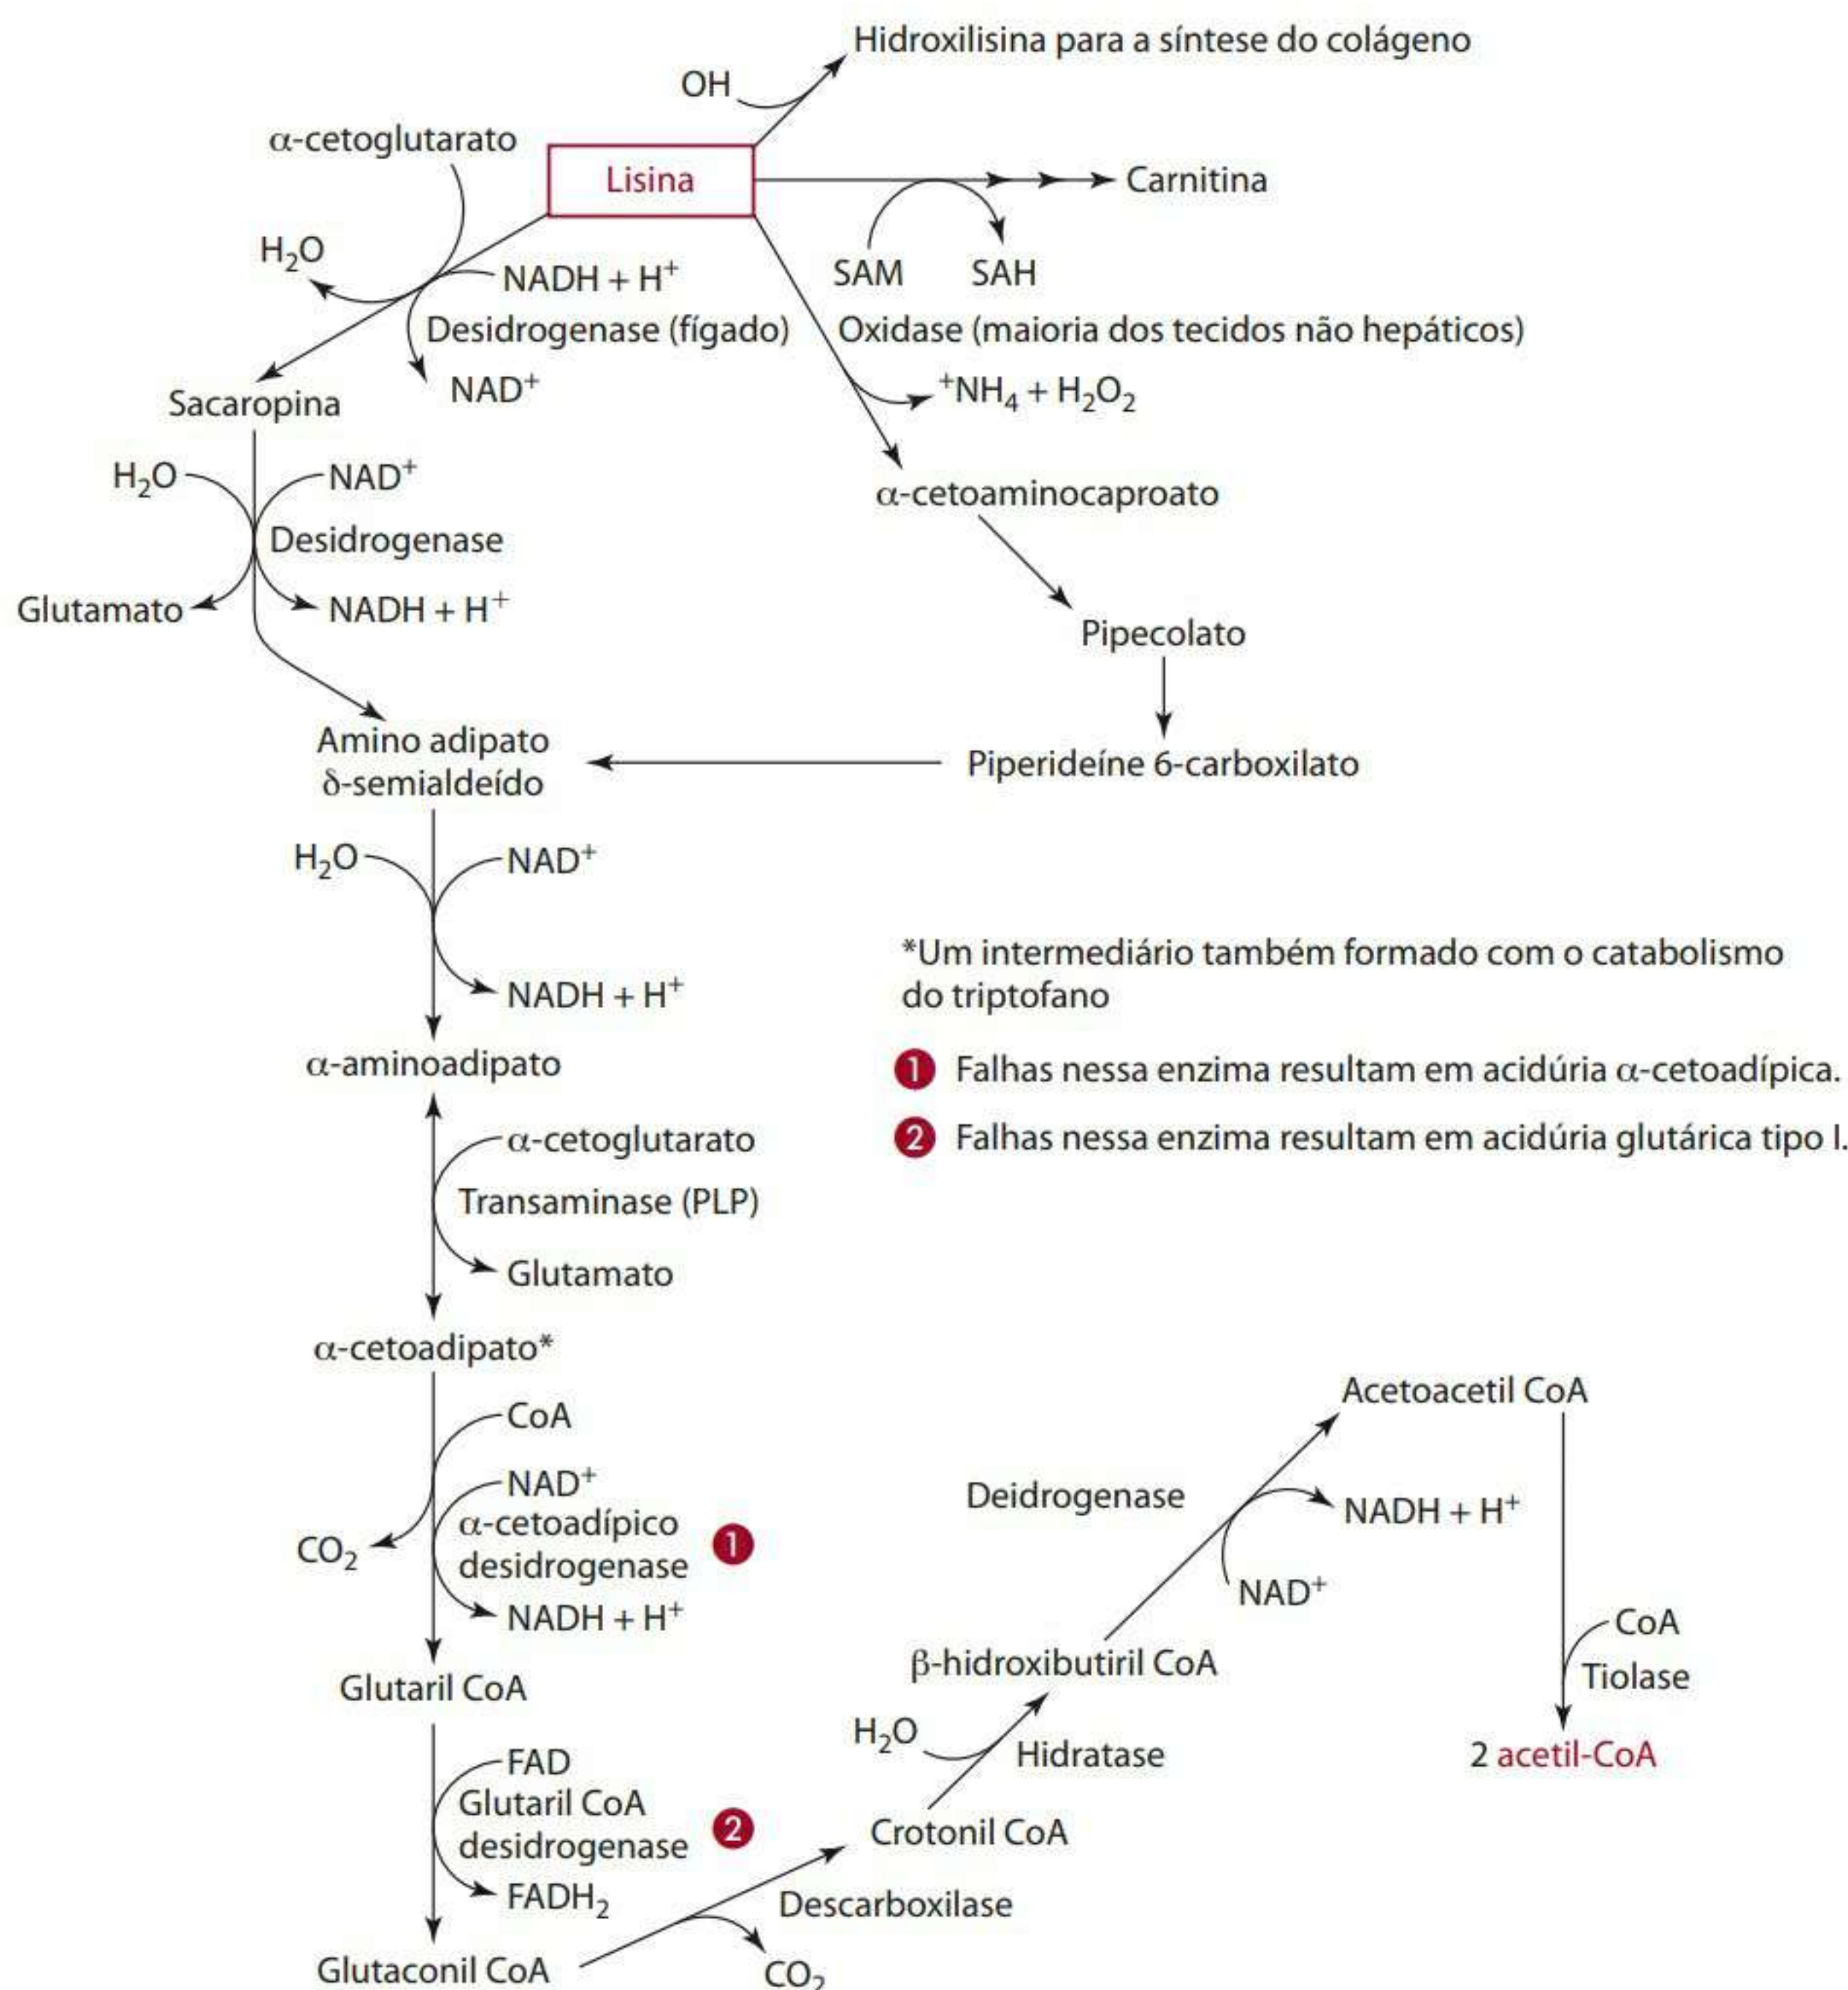 Hidroxilisina para a síntese do colágeno
OH
α-cetoglutarato
Lisina
Carnitina
H₂O
NADH + H⁺
SAM
SAH
Desidrogenase (fígado)
Oxidase (maioria dos tecidos não hepáticos)
NAD⁺
⁺NH₄ + H₂O₂
Sacaropina
H₂O
NAD⁺
α-cetoaminocaproato
Desidrogenase
Glutamato
NADH + H⁺
Pipecolato
Amino adipato
δ-semialdeído
Piperideíne 6-carboxilato
H₂O
NAD⁺
NADH + H⁺
*Um intermediário também formado com o catabolismo
do triptofano
α-aminoadipato
1 Falhas nessa enzima resultam em acidúria α-cetoadípica.
2 Falhas nessa enzima resultam em acidúria glutárica tipo I.
α-cetoglutarato
Transaminase (PLP)
Glutamato
α-cetoadipato*
CoA
NAD⁺
α-cetoadípico
desidrogenase
1
CO₂
NADH + H⁺
Glutaril CoA
FAD
Glutaril CoA
desidrogenase
2
FADH₂
Glutaconil CoA
Descarboxilase
CO₂
Crotonil CoA
H₂O
Hidratase
β-hidroxibutiril CoA
Deidrogenase
NAD⁺
NADH + H⁺
Acetoacetil CoA
CoA
Tiolase
2 acetil-CoA